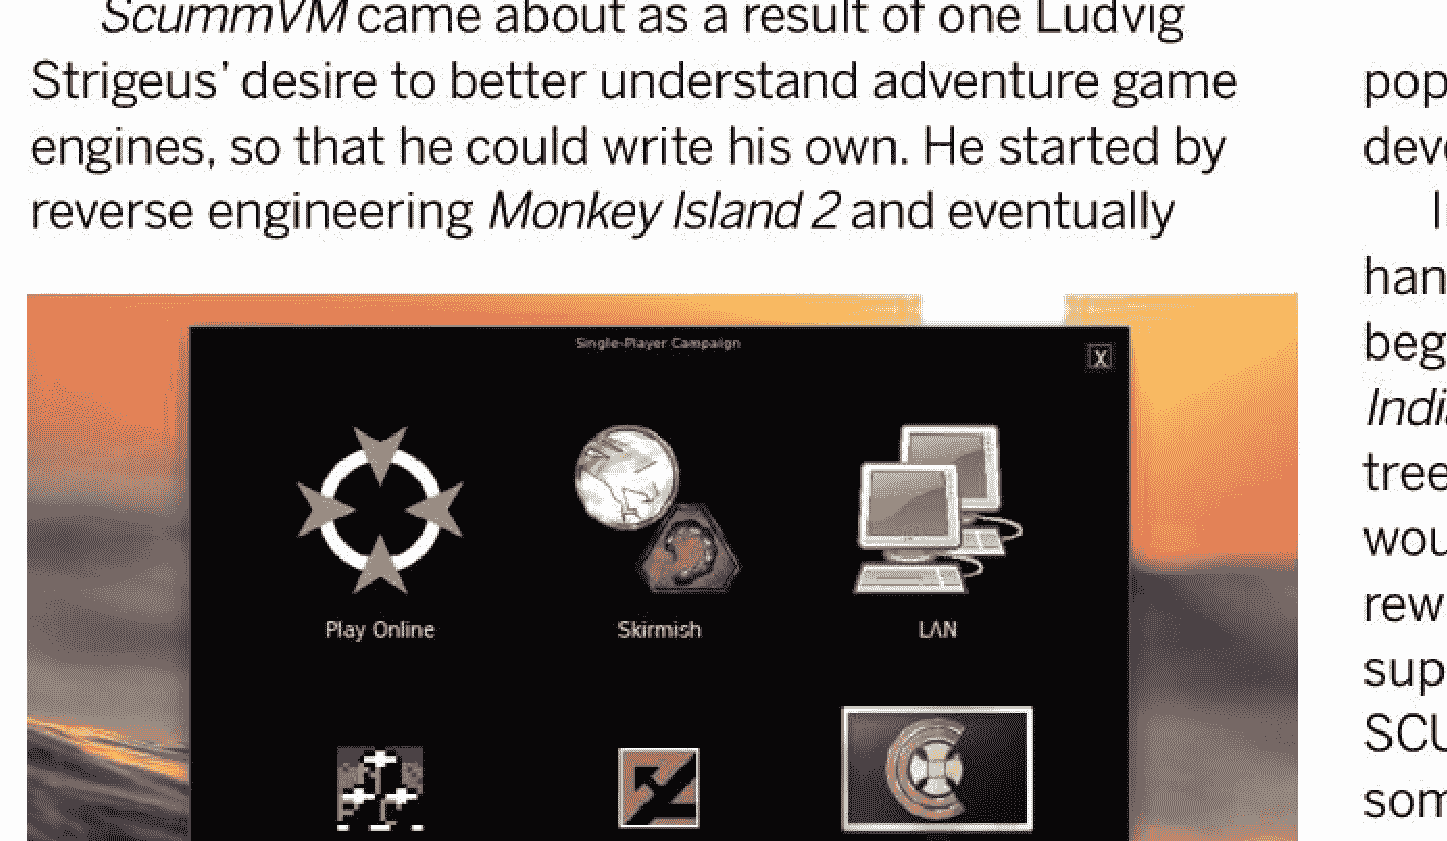 ScummVM came about as a result of one Ludvig
Strigeus’ desire to better understand adventure game
engines, so that he could write his own. He started by
reverse engineering Monkey Island 2 and eventually
Single-Player Campaign
X
Play Online
Skirmish
LAN